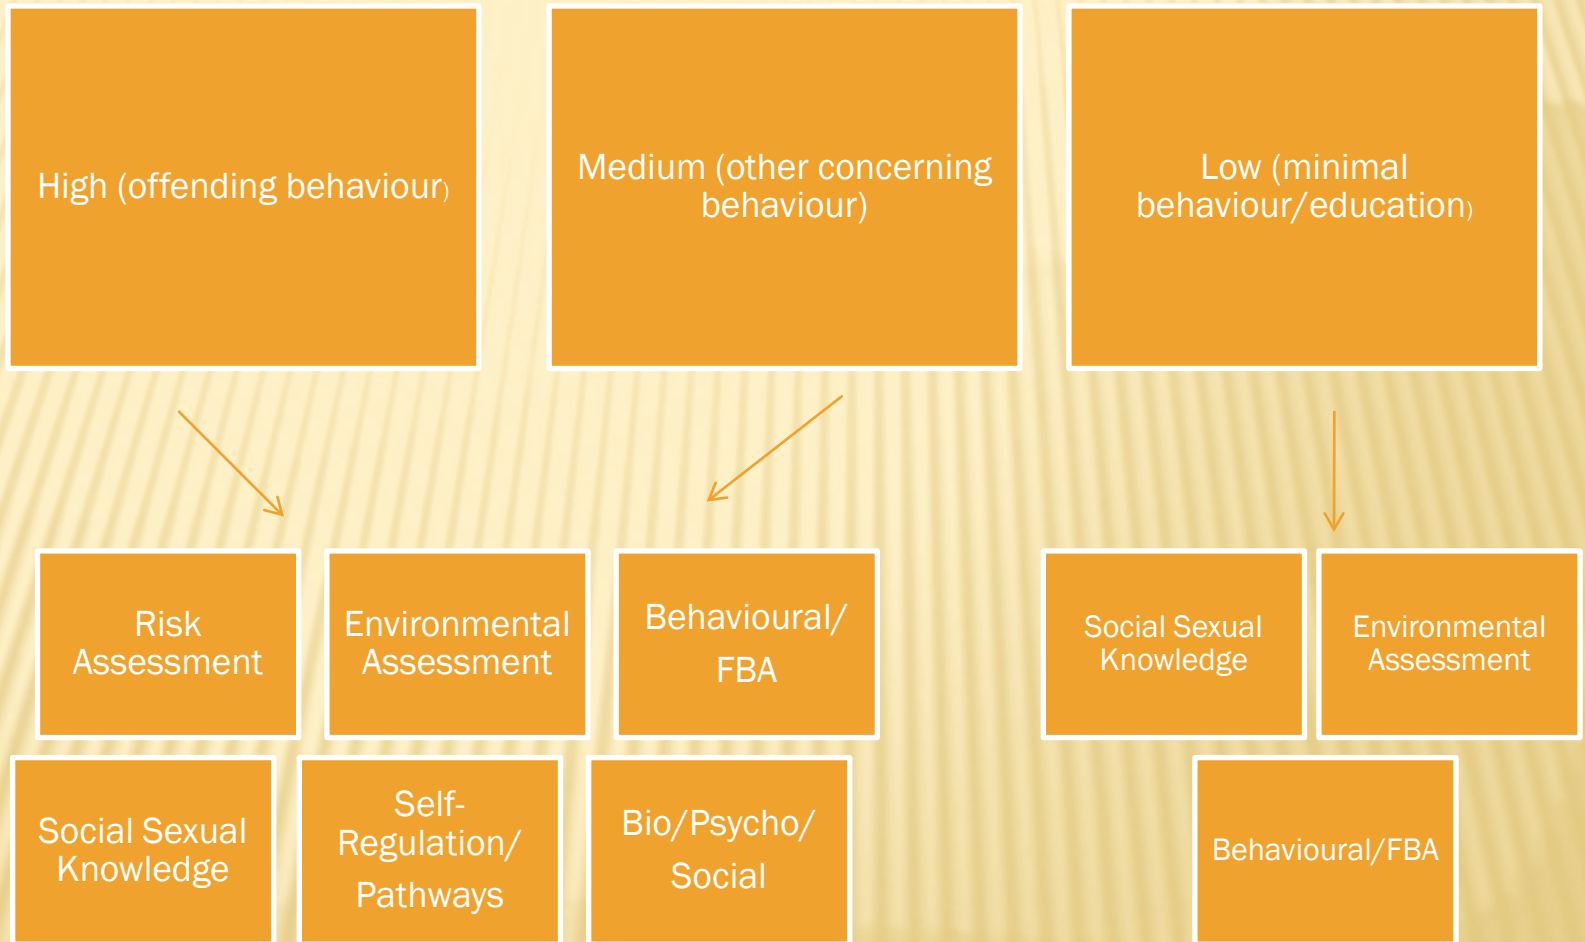 High (offending behaviour)
Medium (other concerning
behaviour)
Low (minimal
behaviour/education)
Risk
Assessment
Environmental
Assessment
Behavioural/
FBA
Social Sexual
Knowledge
Environmental
Assessment
Social Sexual
Knowledge
Self-
Regulation/
Pathways
Bio/Psycho/
Social
Behavioural/FBA